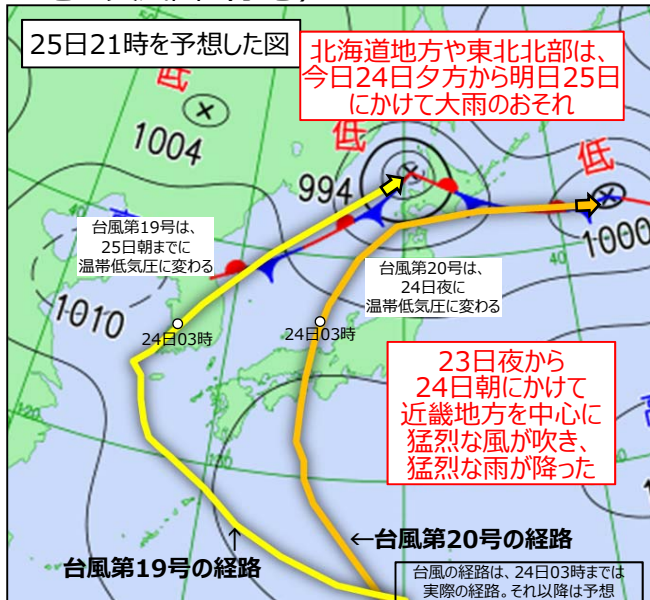 25日21時を予想した図
北海道地方や東北北部は、
今日24日夕方から明日25日
にかけて大雨のおそれ
低
1004
低
994
低
1000
台風第19号は、
25日朝までに
温帯低気圧に変わる
台風第20号は、
24日夜に
温帯低気圧に変わる
40
1010
24日03時
24日03時
23日夜から
24日朝にかけて
近畿地方を中心に
猛烈な風が吹き、
猛烈な雨が降った
120
↑
←台風第20号の経路
台風第19号の経路
台風の経路は、24日03時までは
実際の経路。それ以降は予想